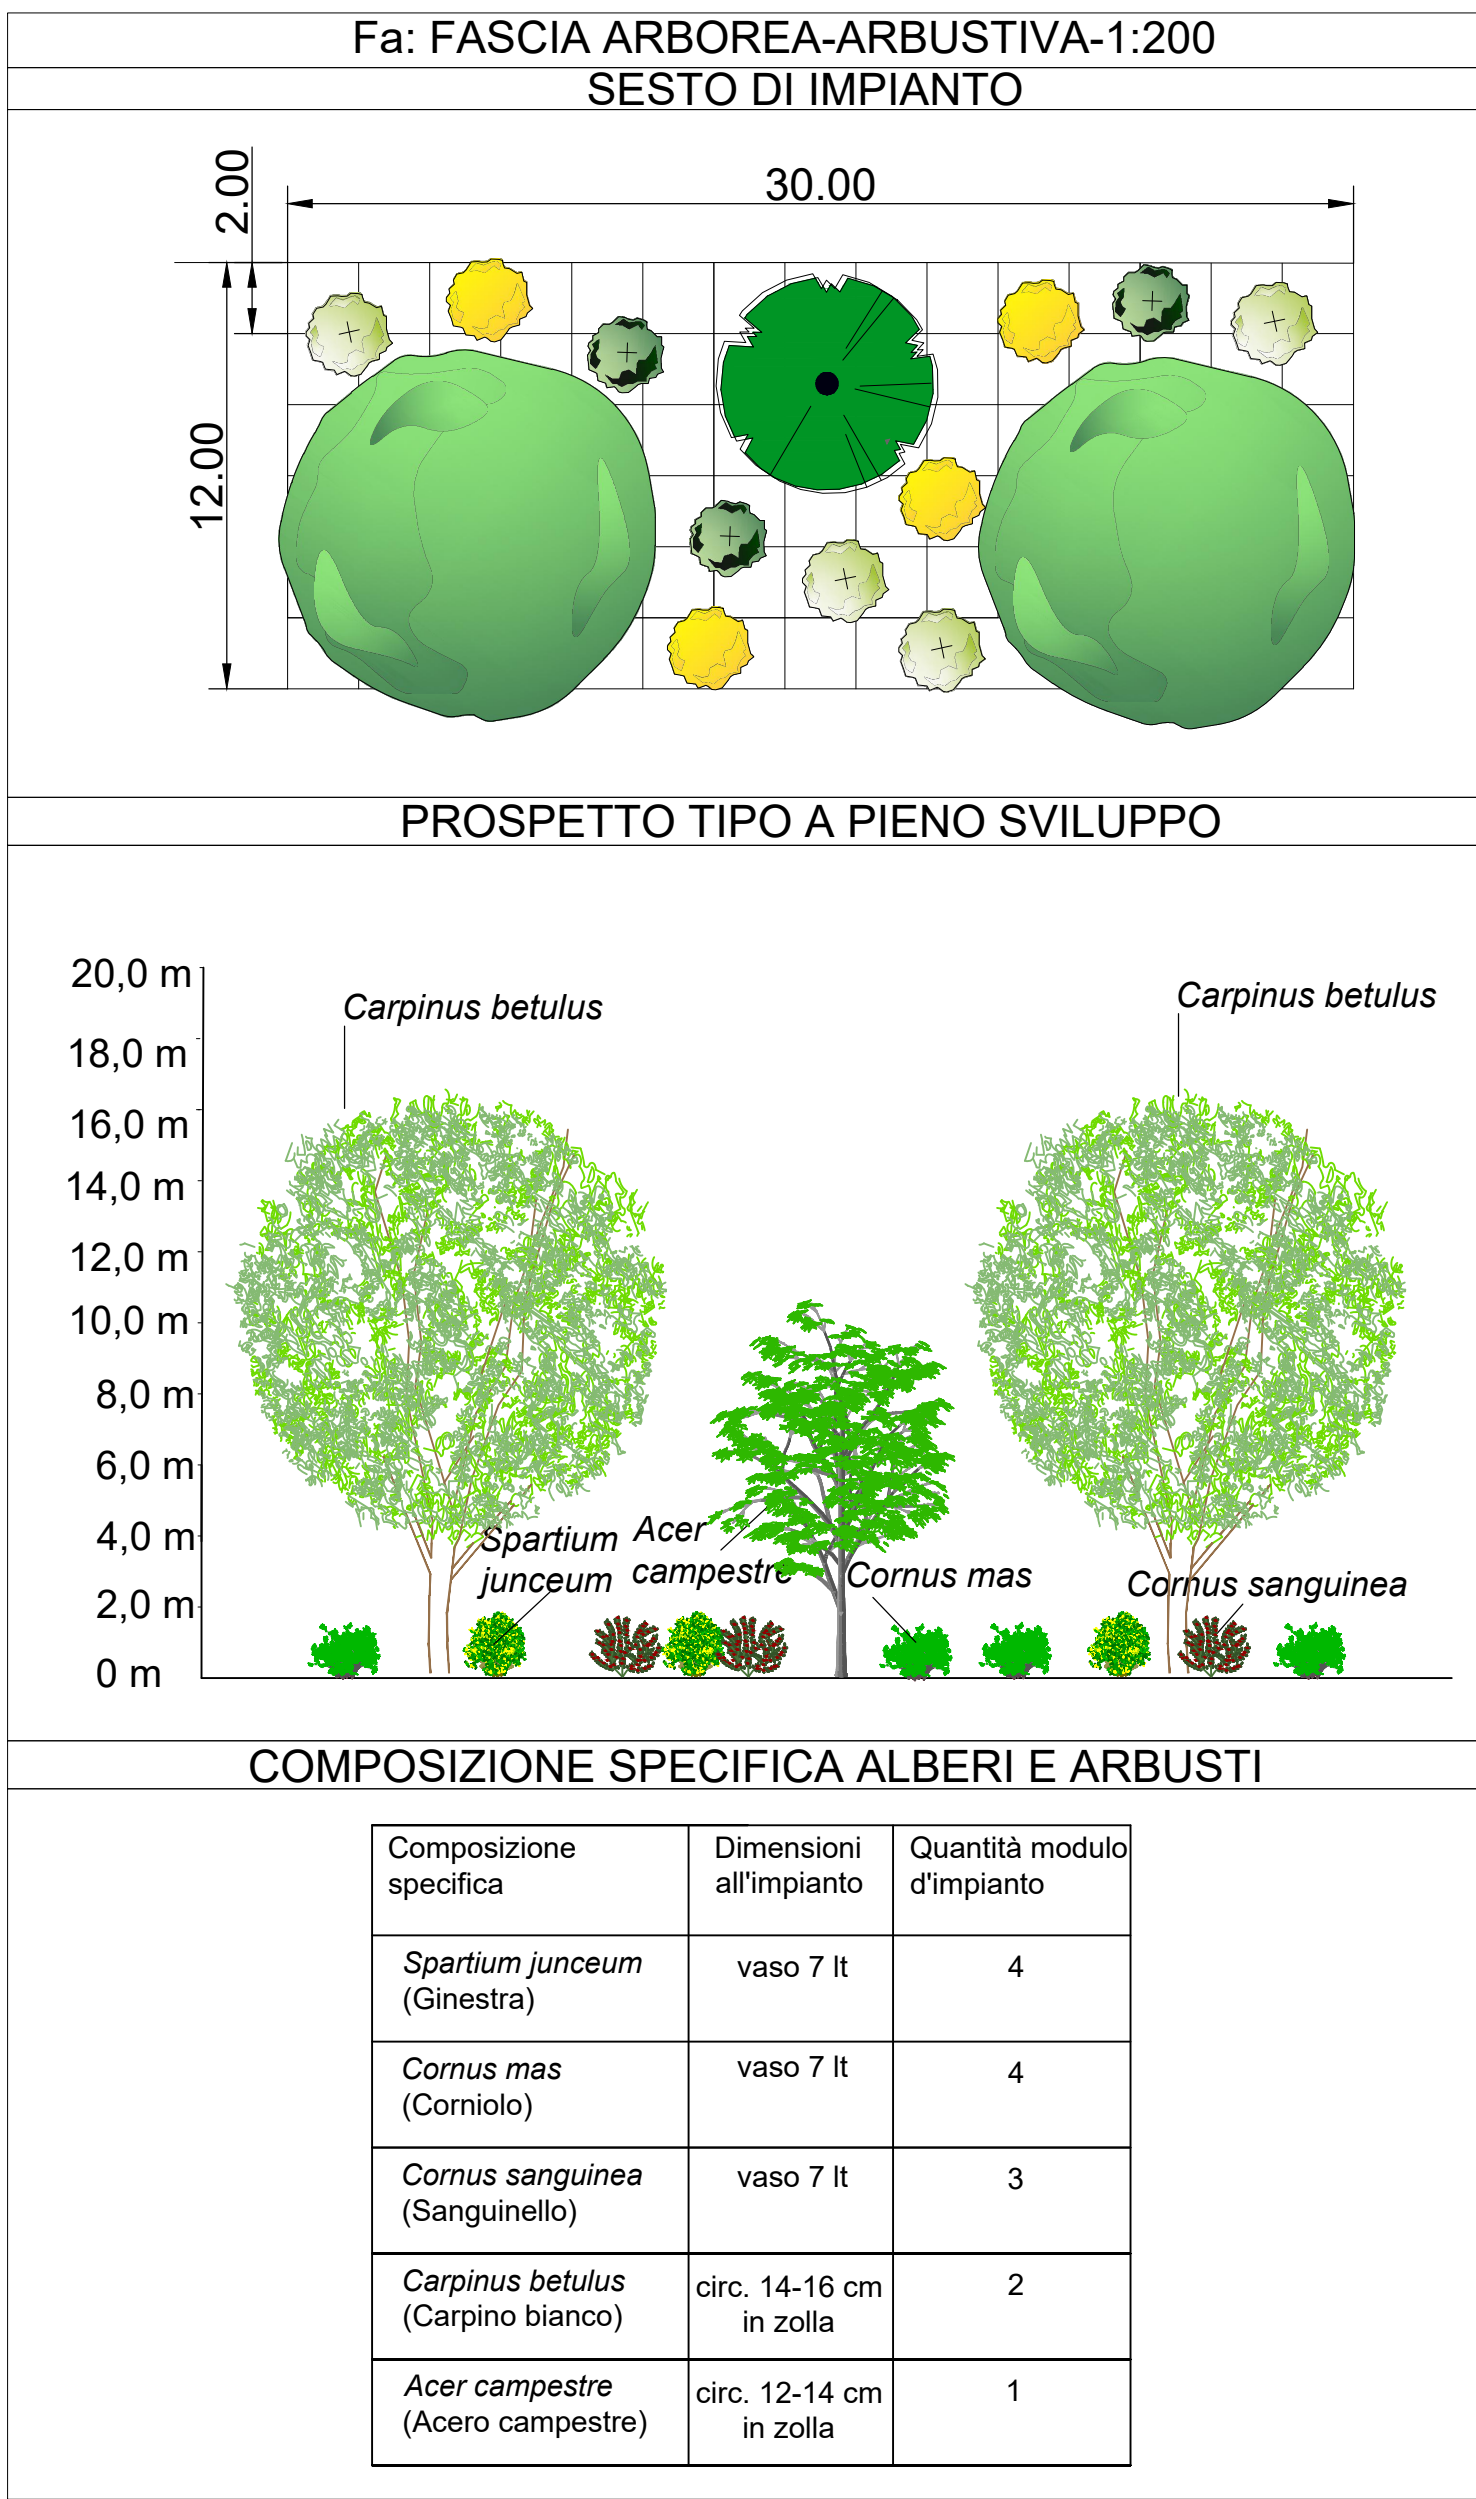 Fa: FASCIA ARBOREA-ARBUSTIVA-1:200
SESTO DI IMPIANTO
2.00
30.00
12.00
PROSPETTO TIPO A PIENO SVILUPPO
20,0 m
18,0 m
16,0 m
14,0 m
12,0 m
10,0 m
8,0 m
6,0 m
4,0 m
2,0 m
0 m
Carpinus betulus
Carpinus betulus
Spartium
junceum
Acer
campestre
Cornus mas
Cornus sanguinea
COMPOSIZIONE SPECIFICA ALBERI E ARBUSTI
Composizione
specifica
Dimensioni
all'impianto
Quantità modulo
d'impianto
Spartium junceum
(Ginestra)
vaso 7 lt
4
Cornus mas
(Corniolo)
vaso 7 lt
4
Cornus sanguinea
(Sanguinello)
vaso 7 lt
3
Carpinus betulus
(Carpino bianco)
circ. 14-16 cm
in zolla
2
Acer campestre
(Acero campestre)
circ. 12-14 cm
in zolla
1